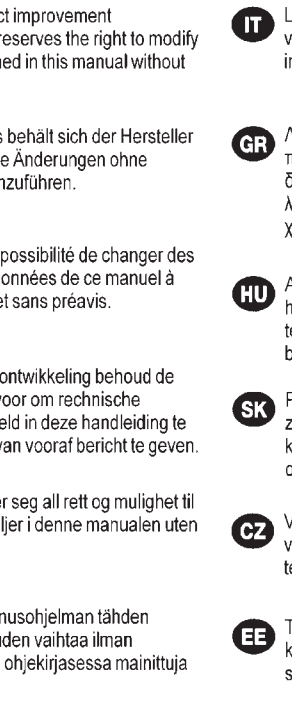 ct improvement
reserves the right to modify
ned in this manual without
s behält sich der Hersteller
e Änderungen ohne
nzuführen.
possibilité de changer des
onnées de ce manuel à
et sans préavis.
ontwikkeling behoud de
voor om rechnische
eld in deze handleiding te
van vooraf bericht te geven.
er seg all rett og mulighet til
ljer i denne manualen uten
nusohjelman tähden
uden vaihtaa ilman
ohjekirjasessa mainittuja
IT
GR
HU
SK
CZ
EE